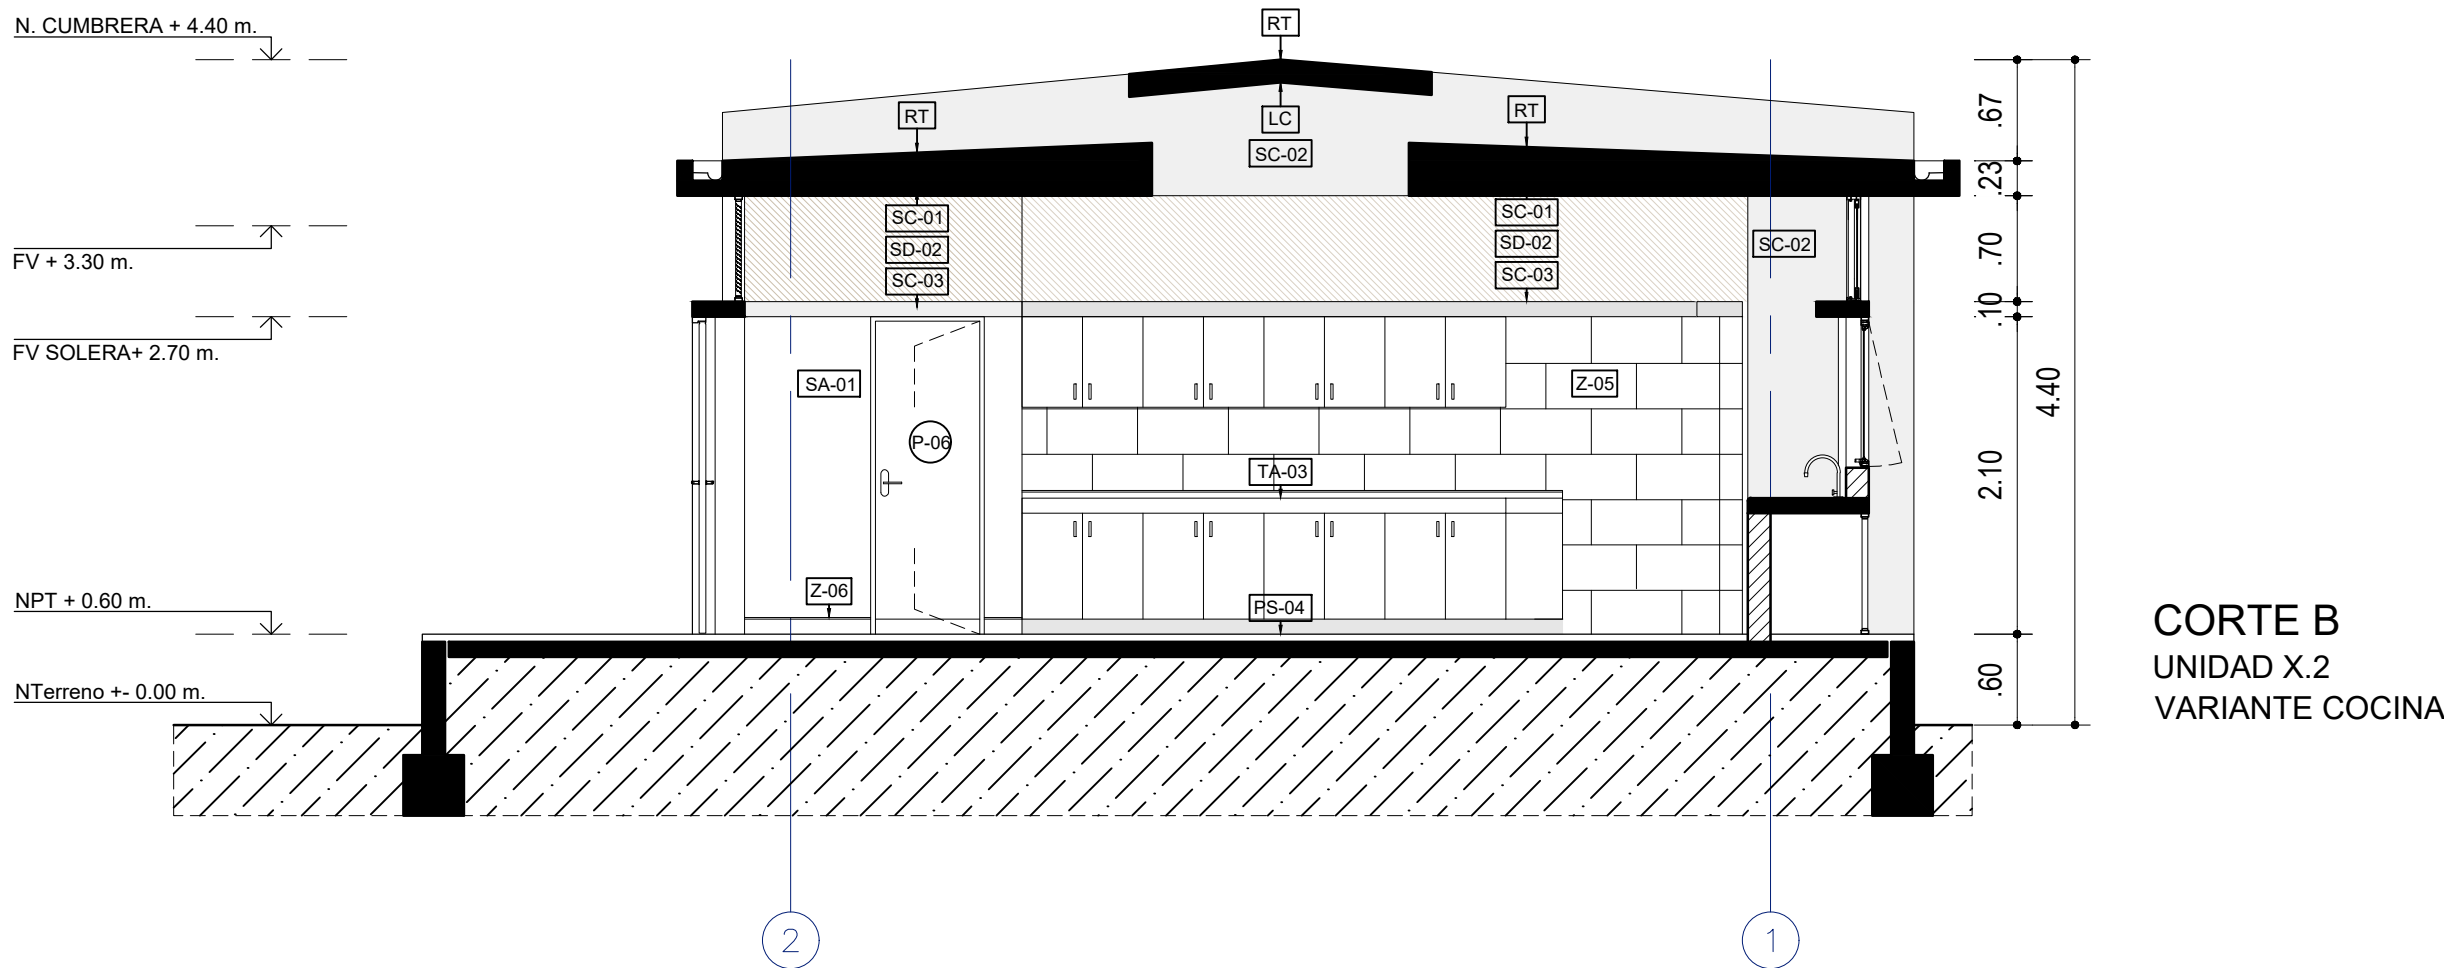 N. CUMBRERA + 4.40 m.
FV + 3.30 m.
FV SOLERA+ 2.70 m.
NPT + 0.60 m.
NTerreno +- 0.00 m.
RT
RT
LC
SC-02
RT
SC-01
SD-02
SC-03
SC-01
SD-02
SC-03
SC-02
SA-01
P-06
Z-05
TA-03
Z-06
PS-04
.67
.23
.70
.10
2.10
.60
4.40
CORTE B
UNIDAD X.2
VARIANTE COCINA
2
1